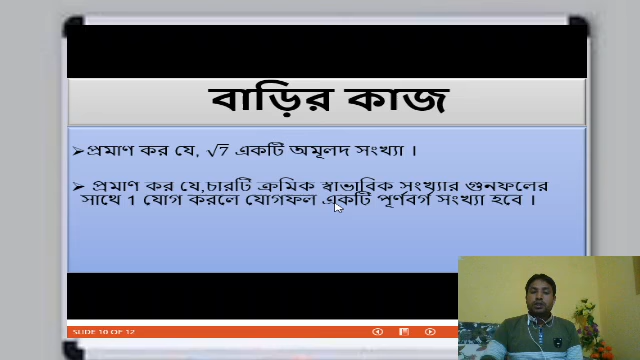 বাড়ির কাজ
➢প্রমাণ কর যে, √7 একটি অমূলদ সংখ্যা ।
➢ প্রমাণ কর যে,চারটি ক্রমিক স্বাভাবিক সংখ্যার গুনফলের
সাথে 1 যোগ করলে যোগফল একটি পূর্ণবর্গ সংখ্যা হবে ।
SLIDE 10 OF 12